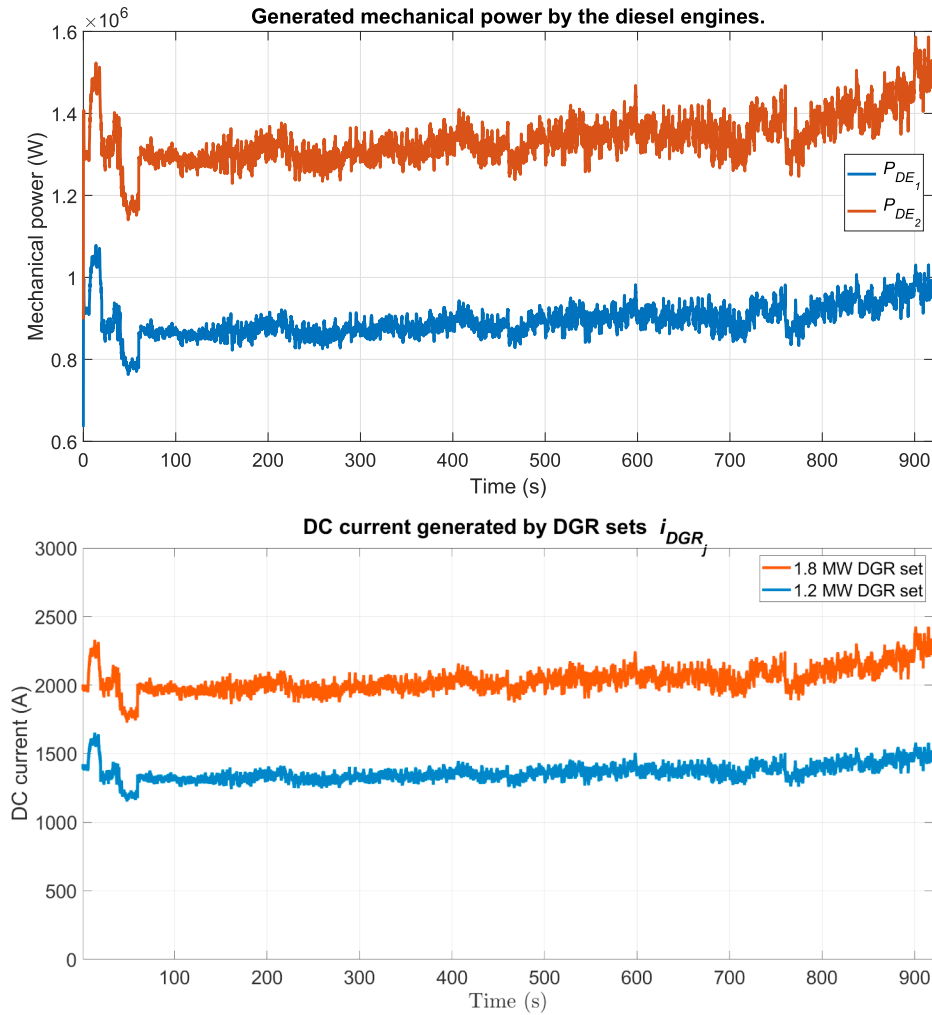 Generated mechanical power by the diesel engines.
×10^6
1.6
1.4
1.2
1
0.8
0.6
Mechanical power (W)
P_DE_1
P_DE_2
0 100 200 300 400 500 600 700 800 900
Time (s)
DC current generated by DGR sets i_DGR_j
3000
2500
2000
1500
1000
500
0
DC current (A)
1.8 MW DGR set
1.2 MW DGR set
100 200 300 400 500 600 700 800 900
Time (s)